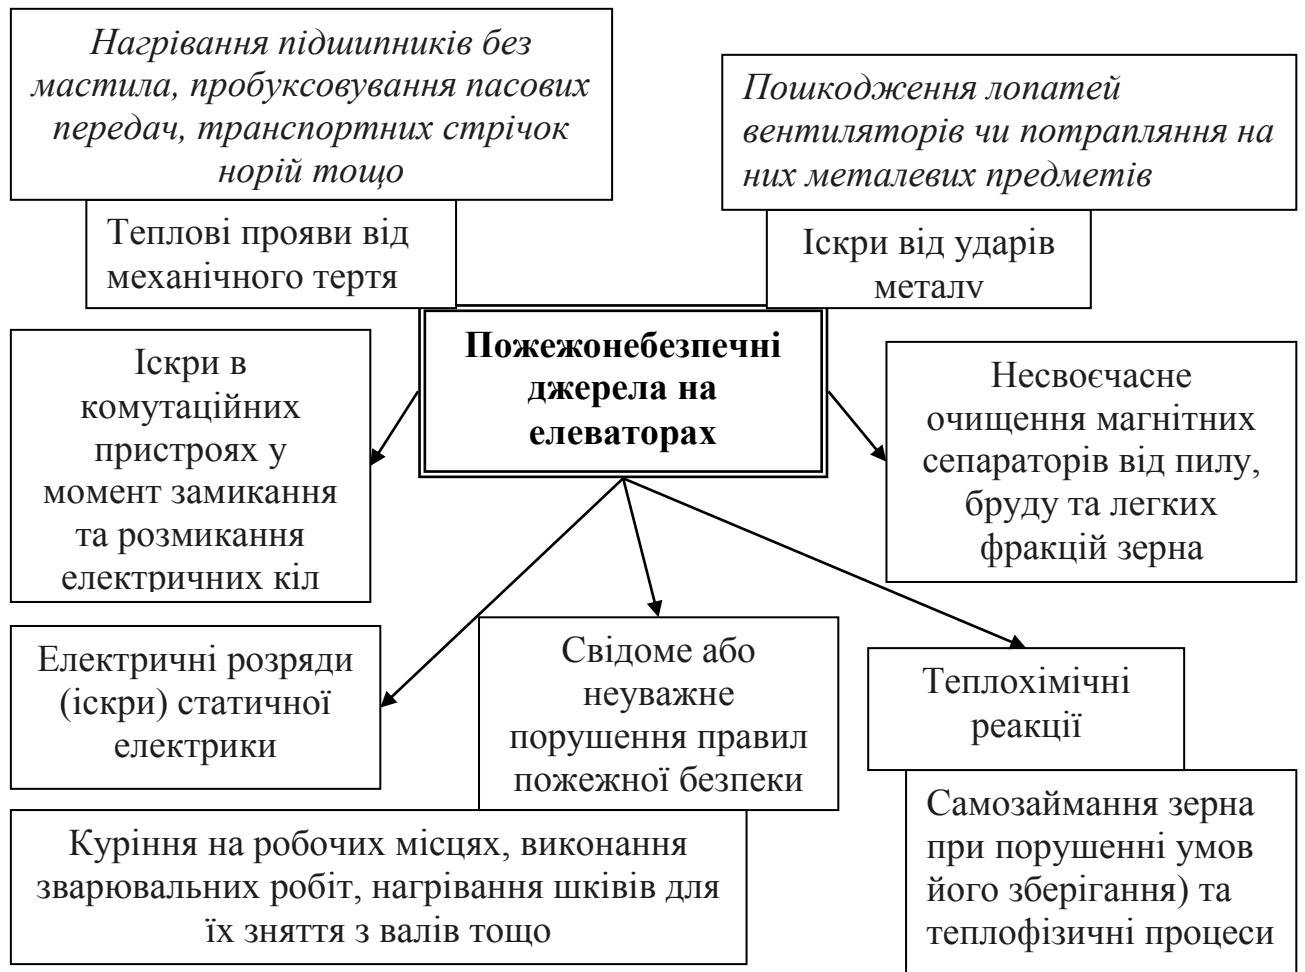 Нагрівання підшипників без
мастила, пробуксовування пасових
передач, транспортних стрічок
норій тощо
Пошкодження лопатей
вентиляторів чи потрапляння на
них металевих предметів
Теплові прояви від
механічного тертя
Іскри від ударів
металу
Пожежонебезпечні
джерела на
елеваторах
Іскри в
комутаційних
пристроях у
момент замикання
та розмикання
електричних кіл
Несвоєчасне
очищення магнітних
сепараторів від пилу,
бруду та легких
фракцій зерна
Електричні розряди
(іскри) статичної
електрики
Свідоме або
неуважне
порушення правил
пожежної безпеки
Теплохімічні
реакції
Куріння на робочих місцях, виконання
зварювальних робіт, нагрівання шківів для
їх зняття з валів тощо
Самозаймання зерна
при порушенні умов
його зберігання) та
теплофізичні процеси